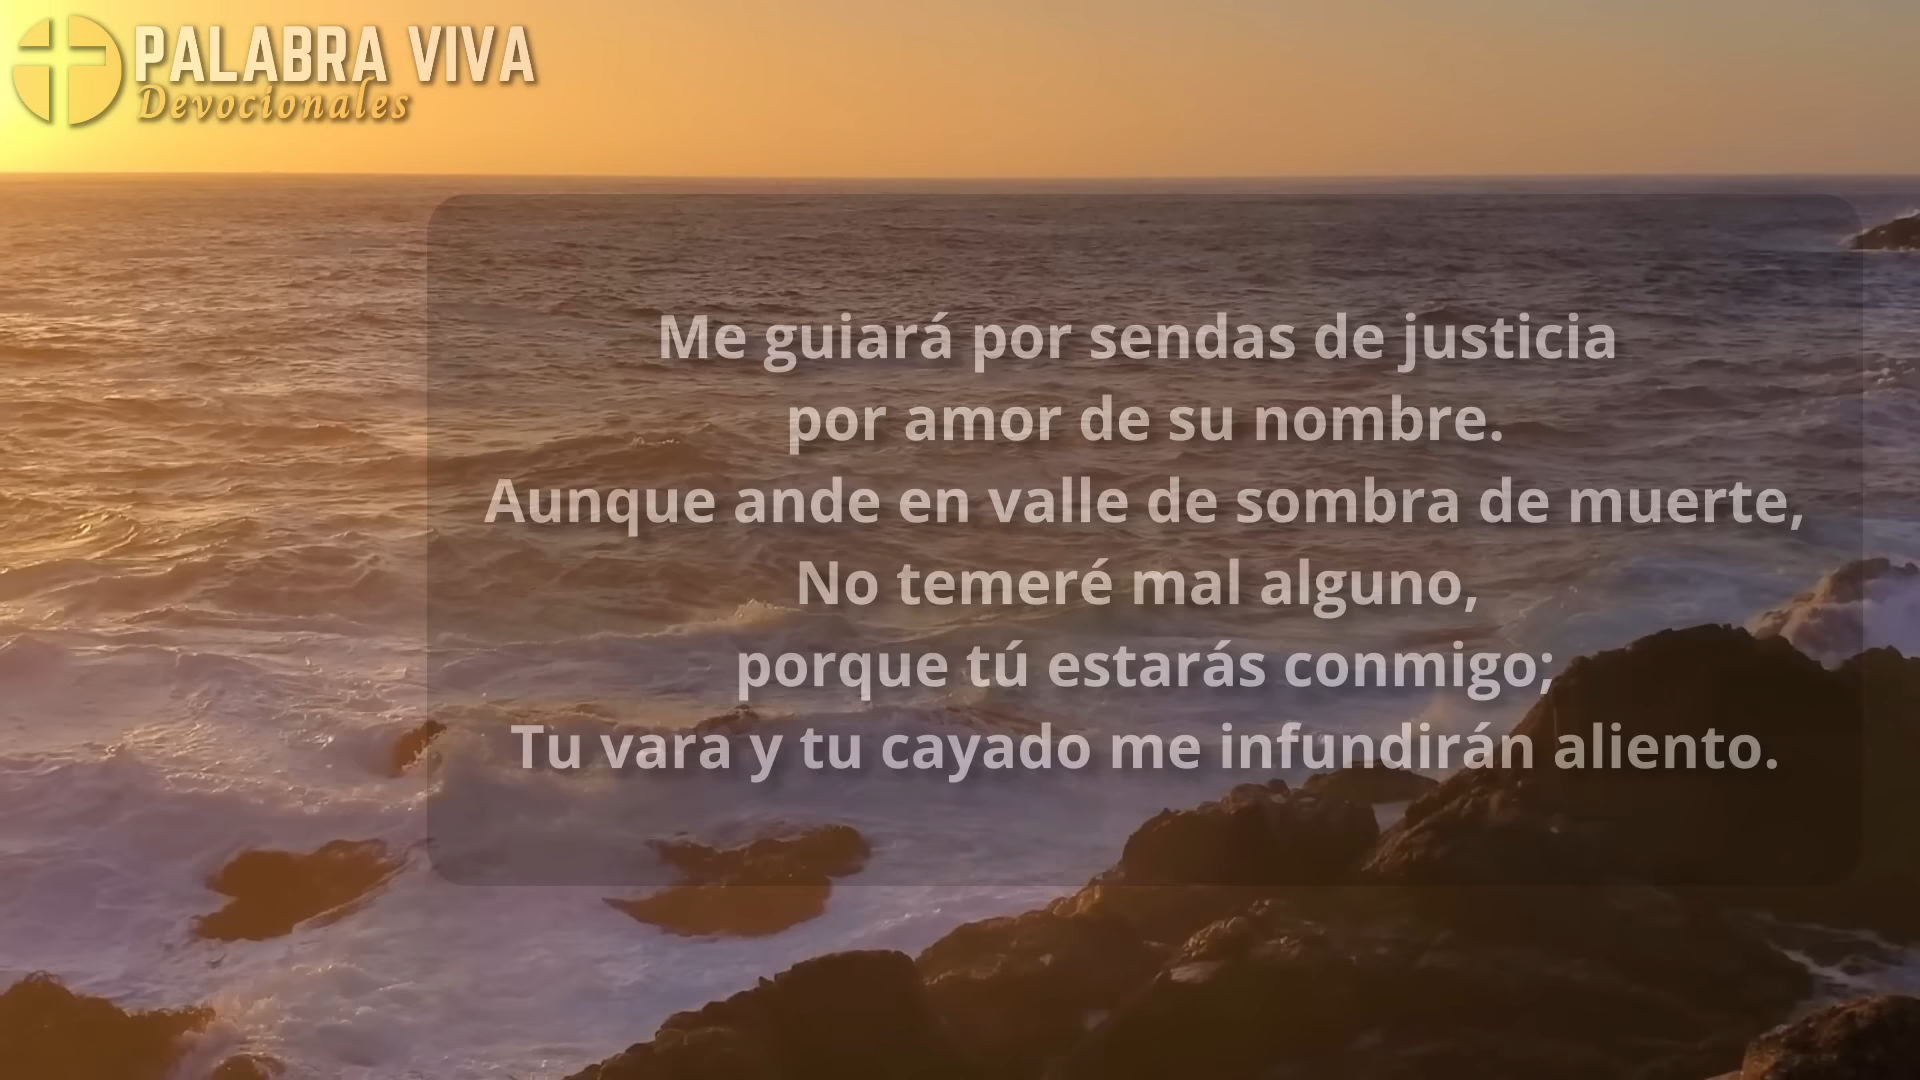 PALABRA VIVA
Devocionales
Me guiará por sendas de justicia
por amor de su nombre.
Aunque ande en valle de sombra de muerte,
No temeré mal alguno,
porque tú estarás conmigo;
Tu vara y tu cayado me infundirán aliento.